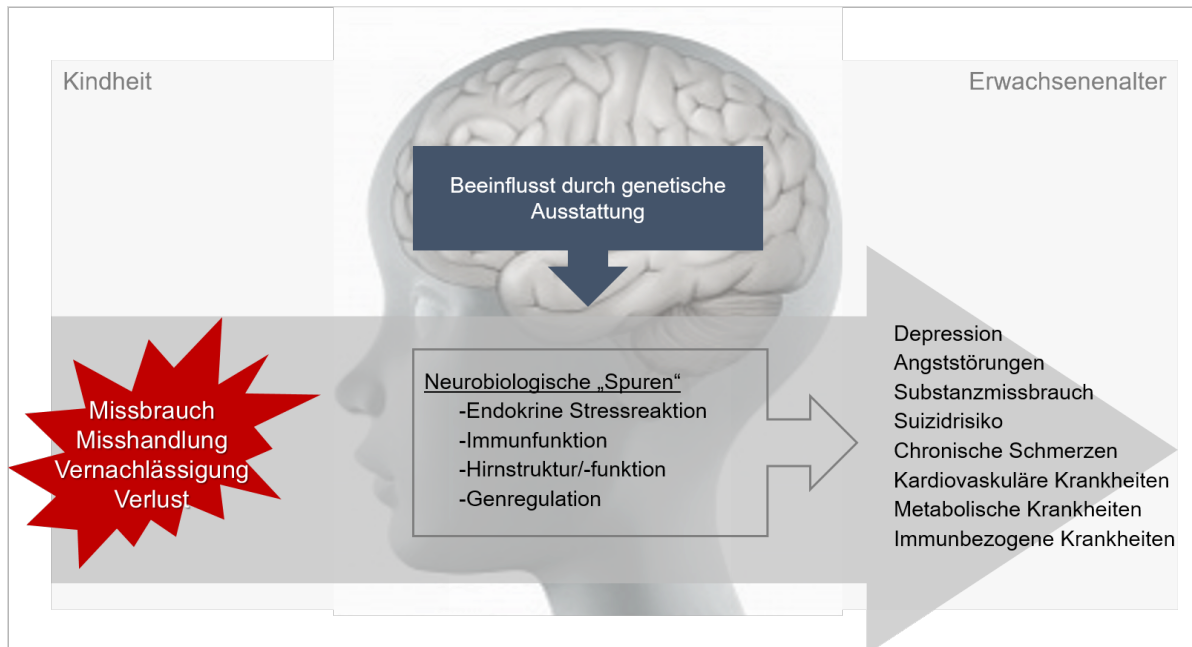 Kindheit
Erwachsenenalter
Beeinflusst durch genetische
Ausstattung
Missbrauch
Misshandlung
Vernachlässigung
Verlust
Neurobiologische „Spuren“
-Endokrine Stressreaktion
-Immunfunktion
-Hirnstruktur/-funktion
-Genregulation
Depression
Angststörungen
Substanzmissbrauch
Suizidrisiko
Chronische Schmerzen
Kardiovaskuläre Krankheiten
Metabolische Krankheiten
Immunbezogene Krankheiten